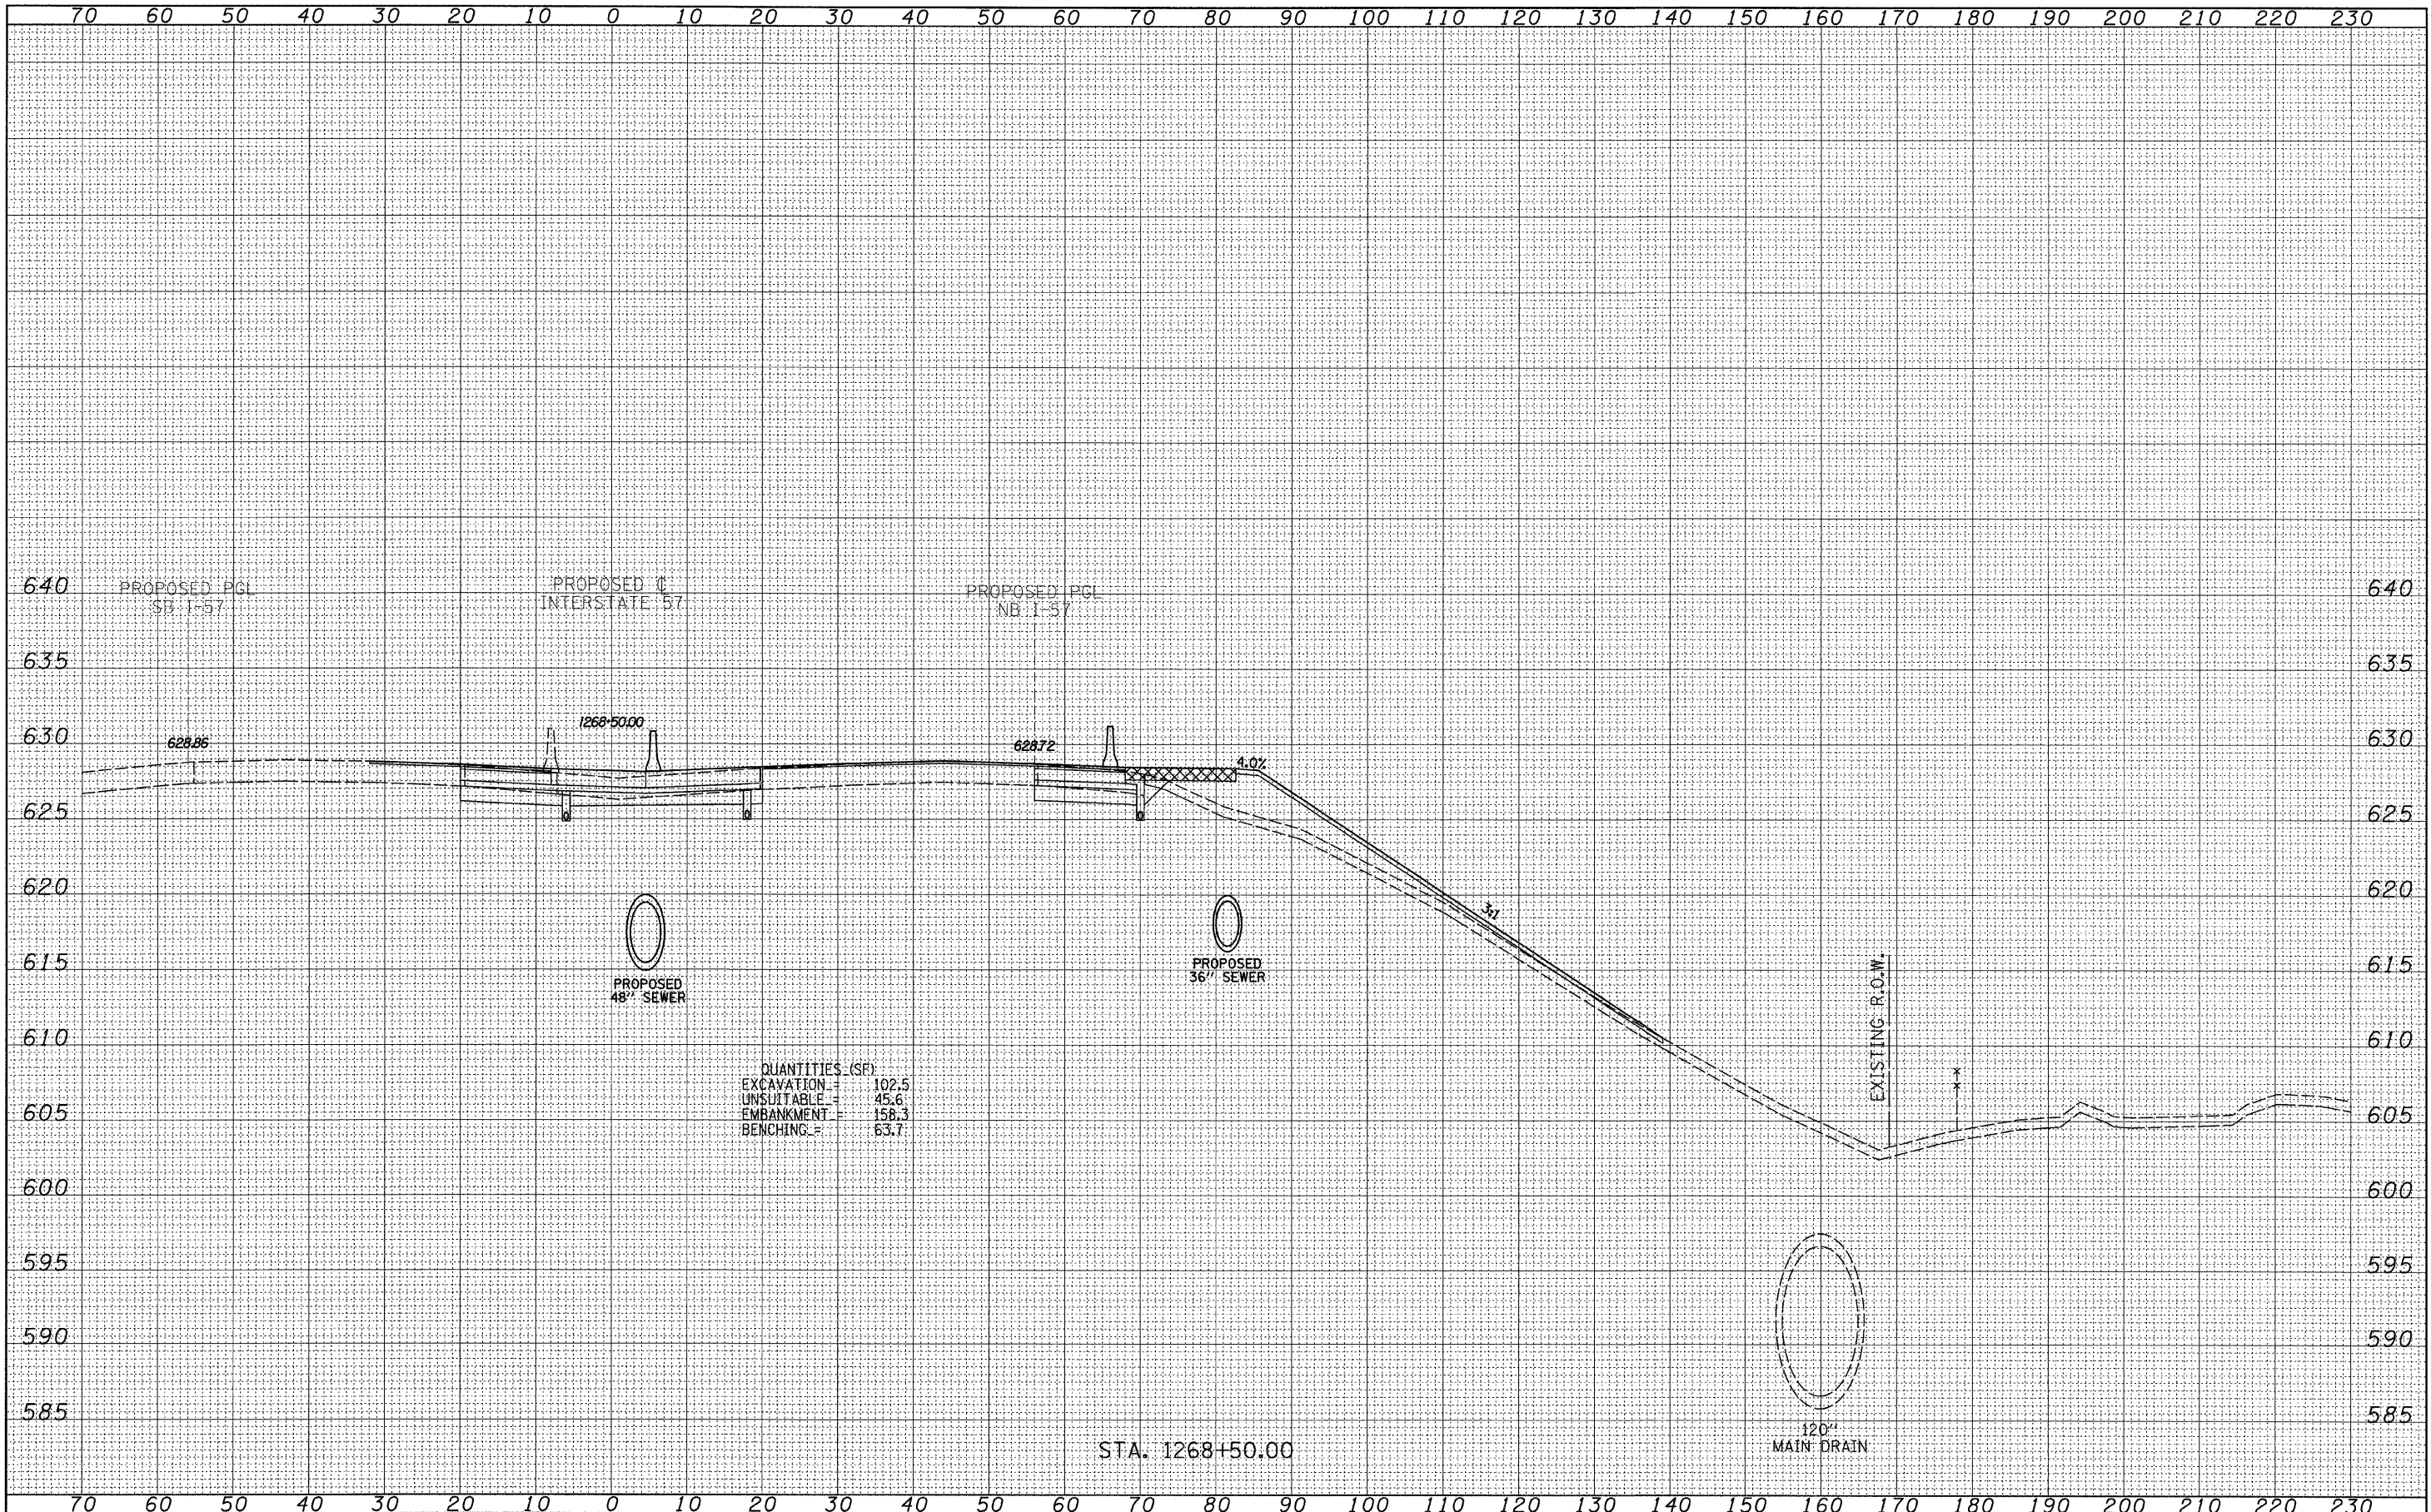 70 60 50 40 30 20 10 0 10 20 30 40 50 60 70 80 90 100 110 120 130 140 150 160 170 180 190 200 210 220 230
640 640
PROPOSED PGL
SB I-57
PROPOSED ℄
INTERSTATE 57
PROPOSED PGL
NB I-57
635 635
1268+50.00
630 630
628.86
628.72
4.0%
625 625
620 620
3:1
615 615
PROPOSED
48'' SEWER
PROPOSED
36'' SEWER
EXISTING R.O.W.
610 610
QUANTITIES (SF)
EXCAVATION = 102.5
UNSUITABLE = 45.6
EMBANKMENT = 158.3
BENCHING = 63.7
605 605
600 600
595 595
590 590
585 585
120''
MAIN DRAIN
STA. 1268+50.00
70 60 50 40 30 20 10 0 10 20 30 40 50 60 70 80 90 100 110 120 130 140 150 160 170 180 190 200 210 220 230